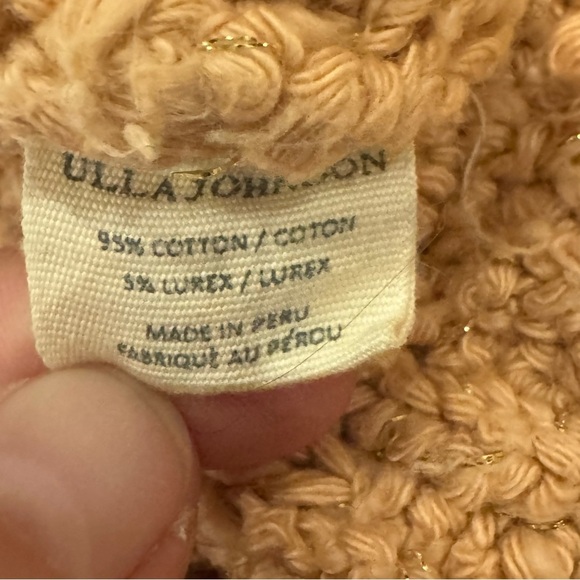 ULLA JOHNSON
95% COTTON / COTON
5% LUREX / LUREX
MADE IN PERU
FABRIQUÉ AU PÉROU